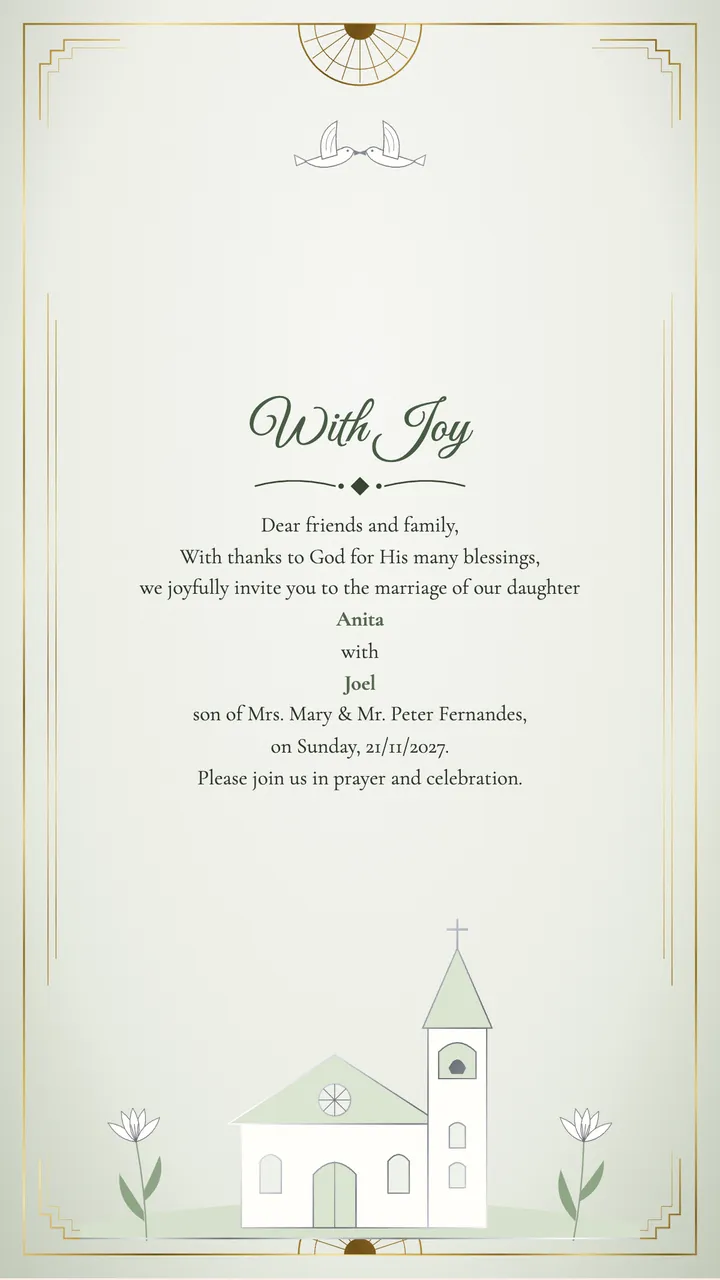 With Joy
Dear friends and family,
With thanks to God for His many blessings,
we joyfully invite you to the marriage of our daughter
Anita
with
Joel
son of Mrs. Mary & Mr. Peter Fernandes,
on Sunday, 21/11/2027.
Please join us in prayer and celebration.